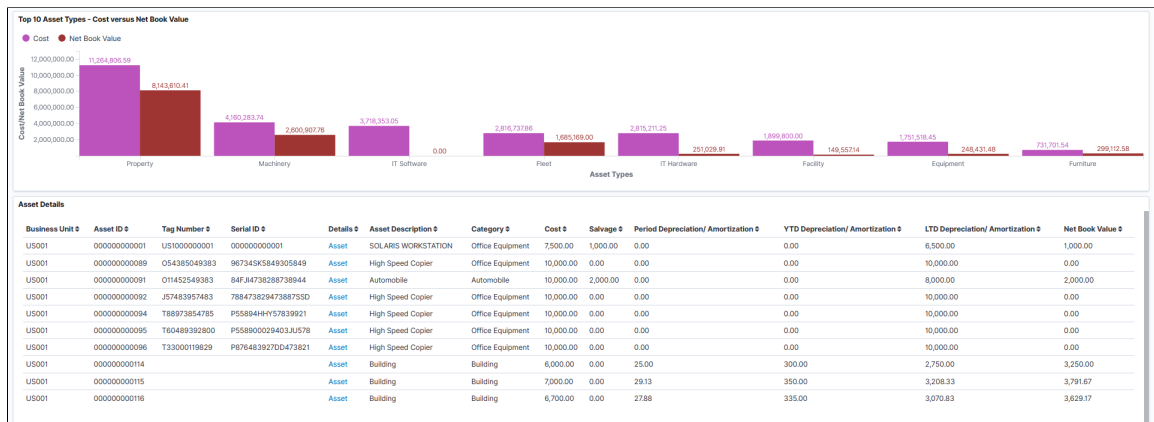 Top 10 Asset Types - Cost versus Net Book Value
Cost Net Book Value
Cost/Net Book Value
12,000,000.00
10,000,000.00
8,000,000.00
6,000,000.00
4,000,000.00
2,000,000.00
11,264,806.59 8,143,610.41 4,160,283.74 2,600,907.76 3,718,353.05 0.00 2,816,737.86 1,685,169.00 2,815,211.25 251,029.91 1,899,800.00 149,557.14 1,751,518.45 248,431.48 731,701.54 299,112.58
Property Machinery IT Software Fleet IT Hardware Facility Equipment Furniture
Asset Types
Asset Details
Business Unit Asset ID Tag Number Serial ID Details Asset Description Category Cost Salvage Period Depreciation/ Amortization YTD Depreciation/ Amortization LTD Depreciation/ Amortization Net Book Value
US001 000000000001 US1000000001 000000000001 Asset SOLARIS WORKSTATION Office Equipment 7,500.00 1,000.00 0.00 0.00 6,500.00 1,000.00
US001 000000000089 O54385049383 96734SK5849305849 Asset High Speed Copier Office Equipment 10,000.00 0.00 0.00 0.00 10,000.00 0.00
US001 000000000091 O11452549383 84FJI4738288738944 Asset Automobile Automobile 10,000.00 2,000.00 0.00 0.00 8,000.00 2,000.00
US001 000000000092 J57483957483 788473829473887SSD Asset High Speed Copier Office Equipment 10,000.00 0.00 0.00 0.00 10,000.00 0.00
US001 000000000094 T88973854785 P55894HHY57839921 Asset High Speed Copier Office Equipment 10,000.00 0.00 0.00 0.00 10,000.00 0.00
US001 000000000095 T60489392800 P558900029403JU578 Asset High Speed Copier Office Equipment 10,000.00 0.00 0.00 0.00 10,000.00 0.00
US001 000000000096 T33000119829 P876483927DD473821 Asset High Speed Copier Office Equipment 10,000.00 0.00 0.00 0.00 10,000.00 0.00
US001 000000000114 Asset Building Building 6,000.00 0.00 25.00 300.00 2,750.00 3,250.00
US001 000000000115 Asset Building Building 7,000.00 0.00 29.13 350.00 3,208.33 3,791.67
US001 000000000116 Asset Building Building 6,700.00 0.00 27.88 335.00 3,070.83 3,629.17